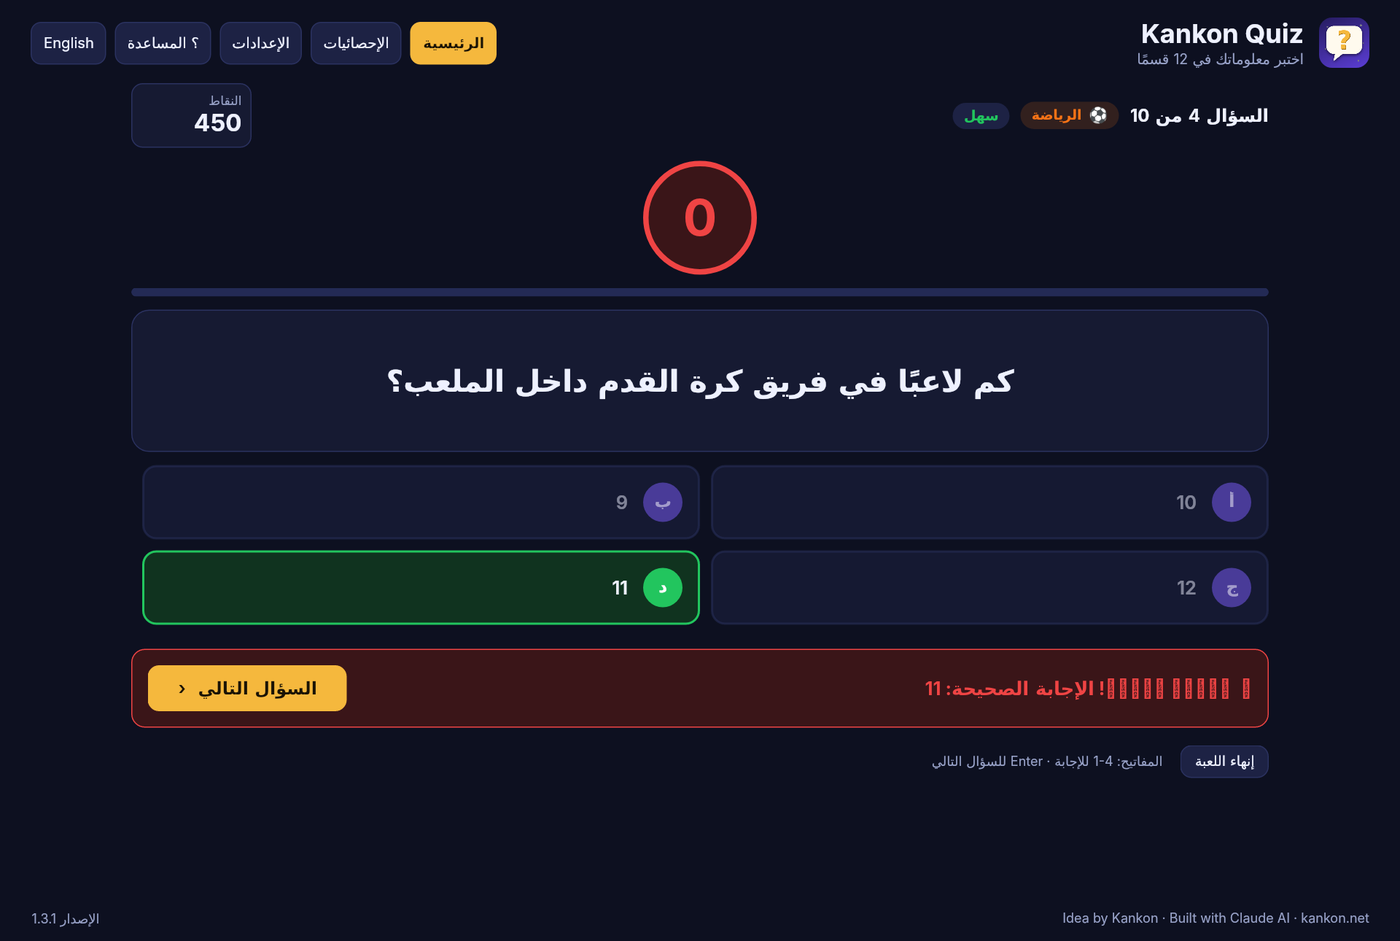 Kankon Quiz
اختبر معلوماتك في 12 قسمًا
الرئيسية
الإحصائيات
الإعدادات
؟ المساعدة
English
السؤال 4 من 10
الرياضة
سهل
النقاط
450
0
كم لاعبًا في فريق كرة القدم داخل الملعب؟
أ 10
ب 9
ج 12
د 11
! الإجابة الصحيحة: 11
السؤال التالي ‹
إنهاء اللعبة
المفاتيح: 1-4 للإجابة · Enter للسؤال التالي
Idea by Kankon · Built with Claude AI · kankon.net
الإصدار 1.3.1